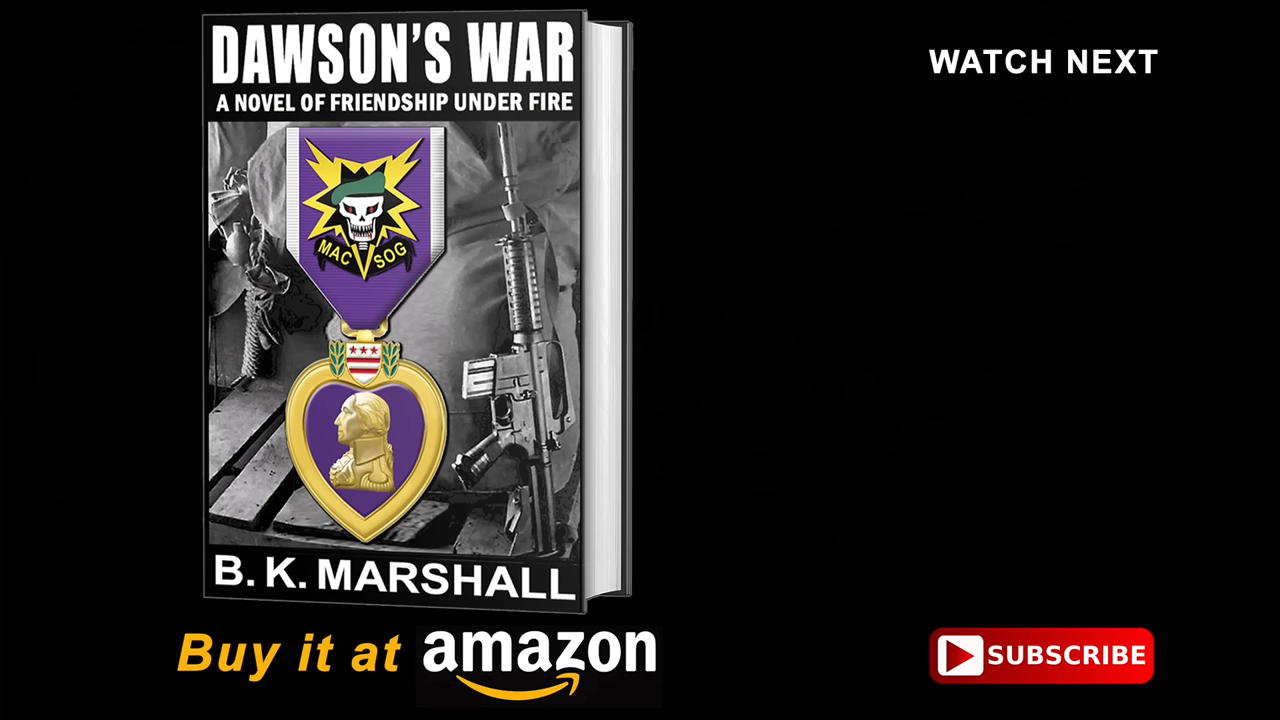 DAWSON'S WAR
A NOVEL OF FRIENDSHIP UNDER FIRE
MAC SOG
B. K. MARSHALL
Buy it at amazon
WATCH NEXT
SUBSCRIBE